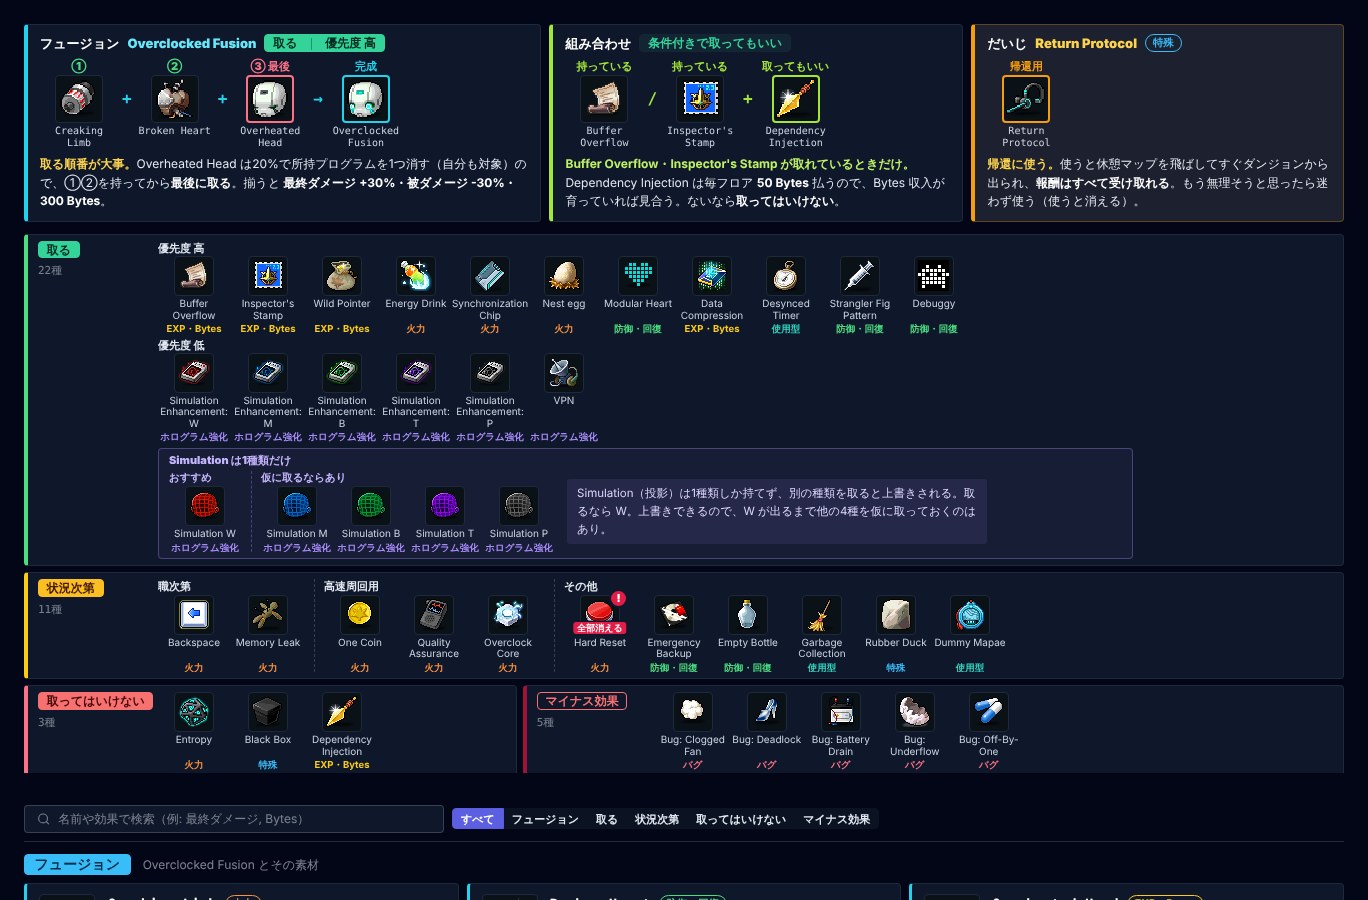 フュージョン Overclocked Fusion 取る | 優先度 高
① ② ③ 最後 完成
+ + →
Creaking Limb Broken Heart Overheated Head Overclocked Fusion
取る順番が大事。Overheated Head は20%で所持プログラムを1つ消す（自分も対象）の
で、①②を持ってから最後に取る。揃うと 最終ダメージ +30%・被ダメージ -30%・
300 Bytes。
組み合わせ 条件付きで取ってもいい
持っている 持っている 取ってもいい
/ +
Buffer Overflow Inspector's Stamp Dependency Injection
Buffer Overflow・Inspector's Stamp が取れているときだけ。
Dependency Injection は毎フロア 50 Bytes 払うので、Bytes 収入が
育っていれば見合う。ないなら取ってはいけない。
だいじ Return Protocol 特殊
帰還用
Return Protocol
帰還に使う。使うと休憩マップを飛ばしてすぐダンジョンから
出られ、報酬はすべて受け取れる。もう無理そうと思ったら迷
わず使う（使うと消える）。
取る
22種
優先度 高
Buffer Overflow Inspector's Stamp Wild Pointer Energy Drink Synchronization Chip Nest egg Modular Heart Data Compression Desynced Timer Strangler Fig Pattern Debuggy
EXP・Bytes EXP・Bytes EXP・Bytes 火力 火力 火力 防御・回復 EXP・Bytes 使用型 防御・回復 防御・回復
優先度 低
Simulation Enhancement: W Simulation Enhancement: M Simulation Enhancement: B Simulation Enhancement: T Simulation Enhancement: P VPN
ホログラム強化 ホログラム強化 ホログラム強化 ホログラム強化 ホログラム強化 ホログラム強化
Simulation は1種類だけ
おすすめ 仮に取るならあり
Simulation W Simulation M Simulation B Simulation T Simulation P
ホログラム強化 ホログラム強化 ホログラム強化 ホログラム強化 ホログラム強化
Simulation（投影）は1種類しか持てず、別の種類を取ると上書きされる。取
るなら W。上書きできるので、W が出るまで他の4種を仮に取っておくのは
あり。
状況次第
11種
職次第 高速周回用 その他
!
全部消える
Backspace Memory Leak One Coin Quality Assurance Overclock Core Hard Reset Emergency Backup Empty Bottle Garbage Collection Rubber Duck Dummy Mapae
火力 火力 火力 火力 火力 火力 防御・回復 防御・回復 使用型 特殊 使用型
取ってはいけない
3種
Entropy Black Box Dependency Injection
火力 特殊 EXP・Bytes
マイナス効果
5種
Bug: Clogged Fan Bug: Deadlock Bug: Battery Drain Bug: Underflow Bug: Off-By-One
バグ バグ バグ バグ バグ
名前や効果で検索（例: 最終ダメージ, Bytes）
すべて フュージョン 取る 状況次第 取ってはいけない マイナス効果
フュージョン Overclocked Fusion とその素材